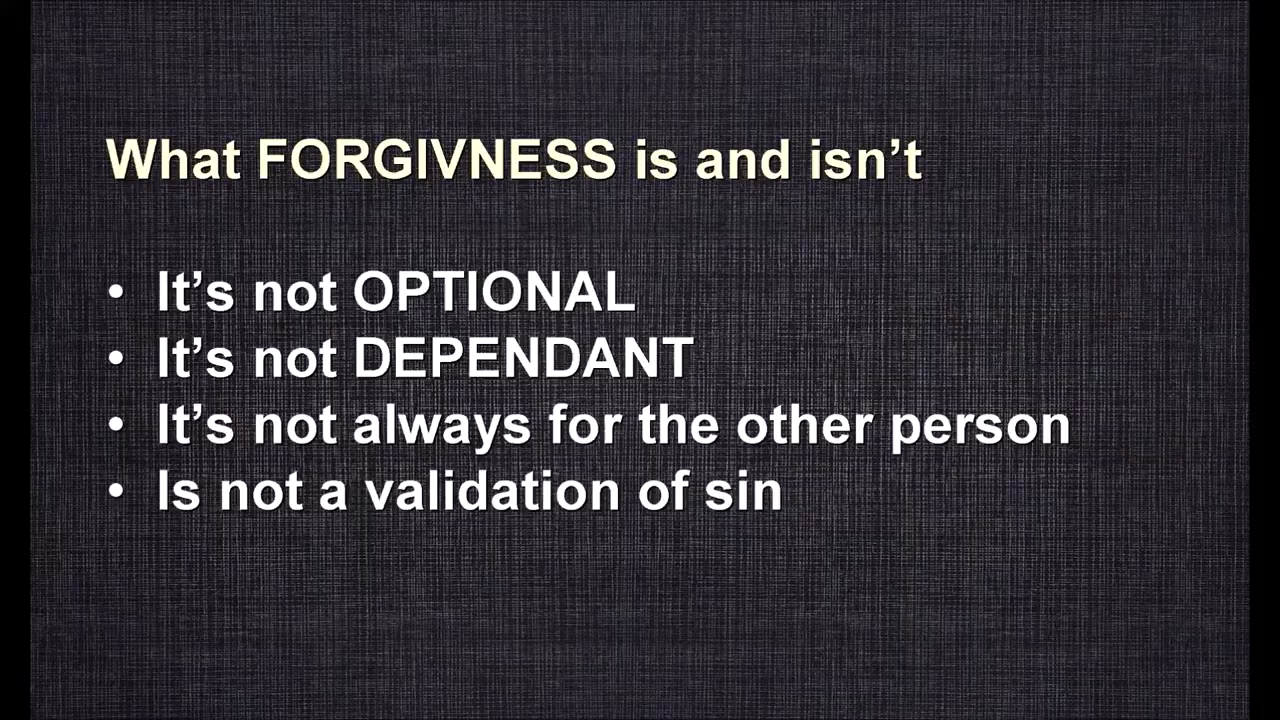 What FORGIVNESS is and isn’t
• It’s not OPTIONAL
• It’s not DEPENDANT
• It’s not always for the other person
• Is not a validation of sin